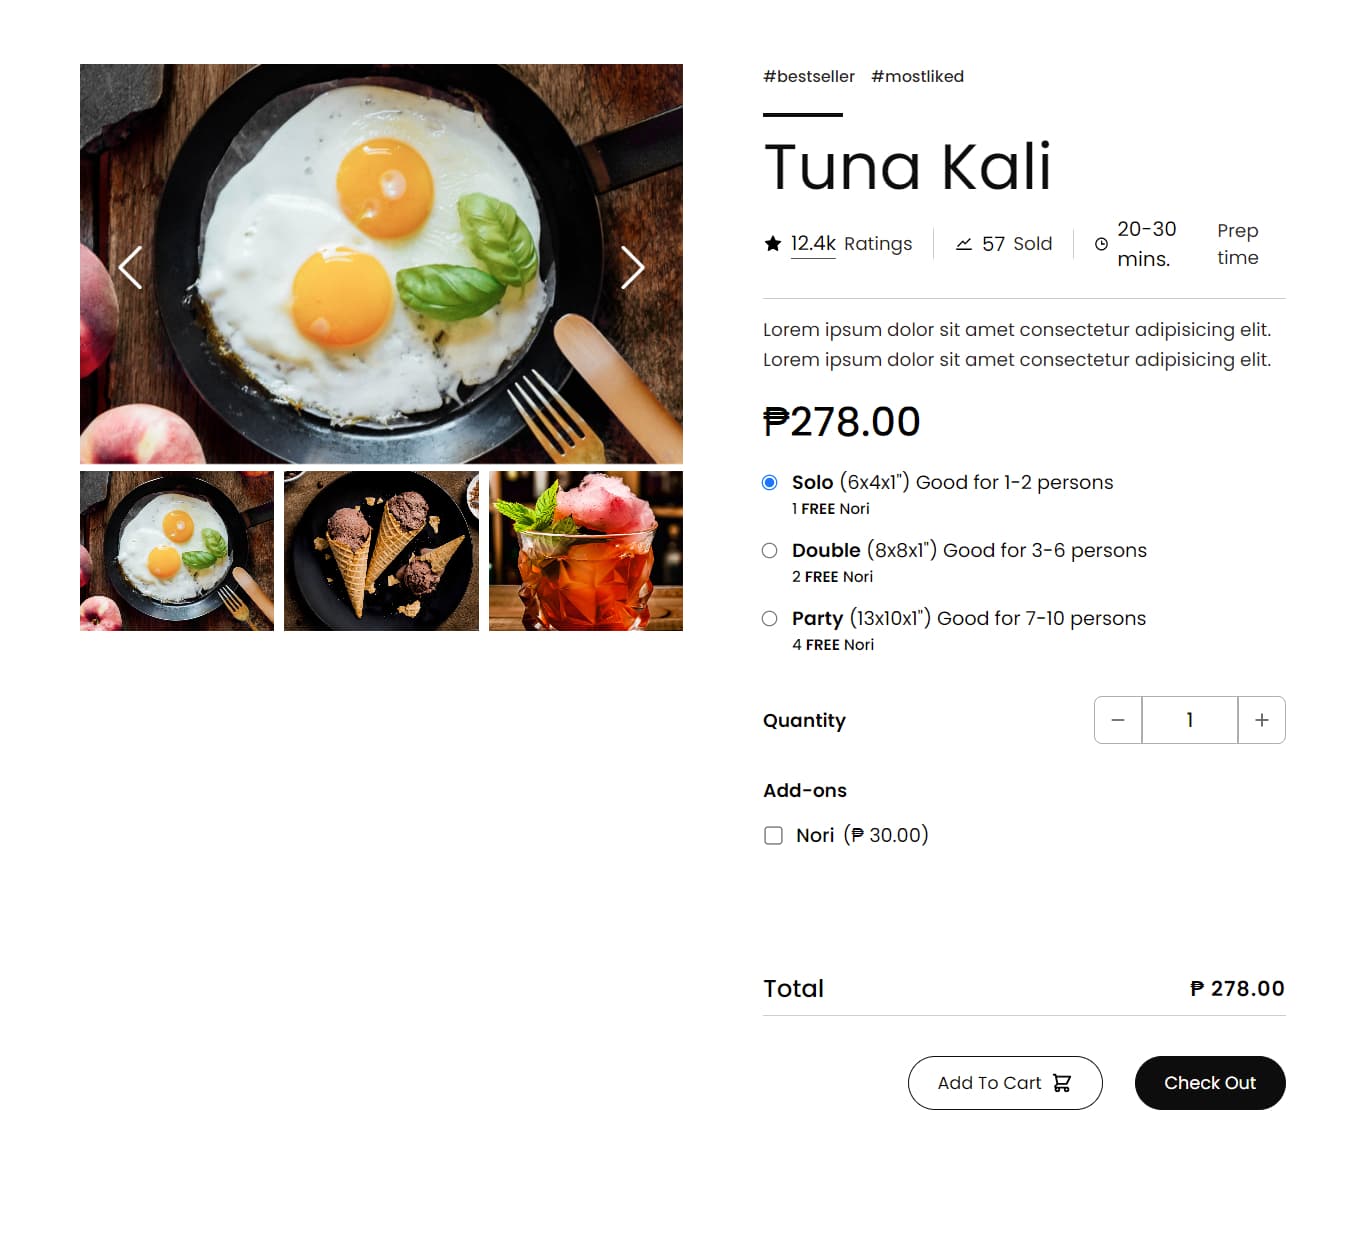 #bestseller #mostliked
Tuna Kali
12.4k Ratings
57 Sold
20-30
mins.
Prep
time
Lorem ipsum dolor sit amet consectetur adipisicing elit.
Lorem ipsum dolor sit amet consectetur adipisicing elit.
₱278.00
Solo (6x4x1") Good for 1-2 persons
1 FREE Nori
Double (8x8x1") Good for 3-6 persons
2 FREE Nori
Party (13x10x1") Good for 7-10 persons
4 FREE Nori
Quantity − 1 +
Add-ons
Nori (₱ 30.00)
Total ₱ 278.00
Add To Cart Check Out